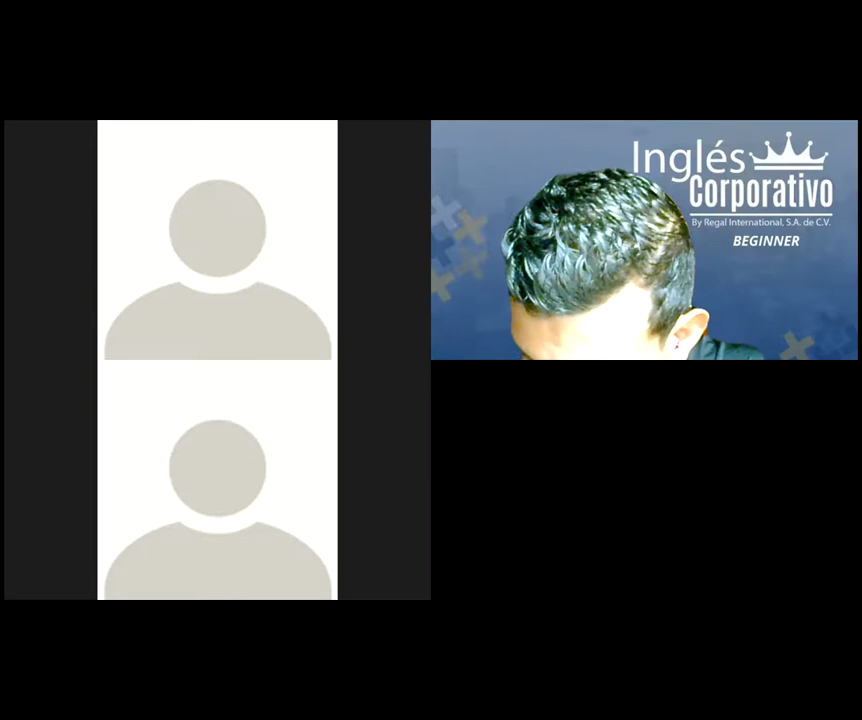 Inglés
Corporativo
By Regal International, S.A. de C.V.
BEGINNER